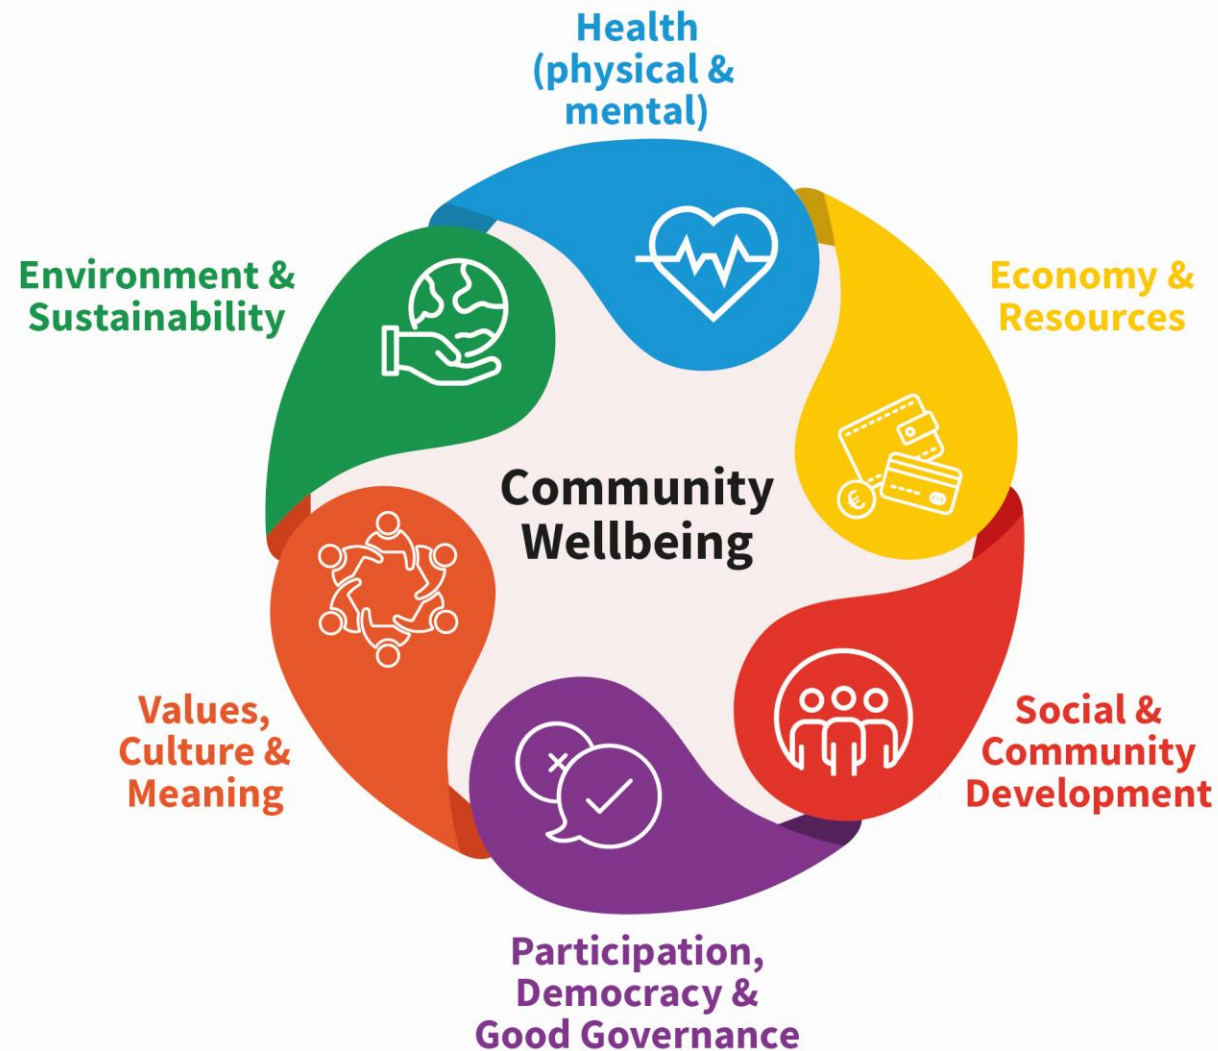 Health
(physical &
mental)
Environment &
Sustainability
Economy &
Resources
€
Community
Wellbeing
Values,
Culture &
Meaning
Social &
Community
Development
Participation,
Democracy &
Good Governance